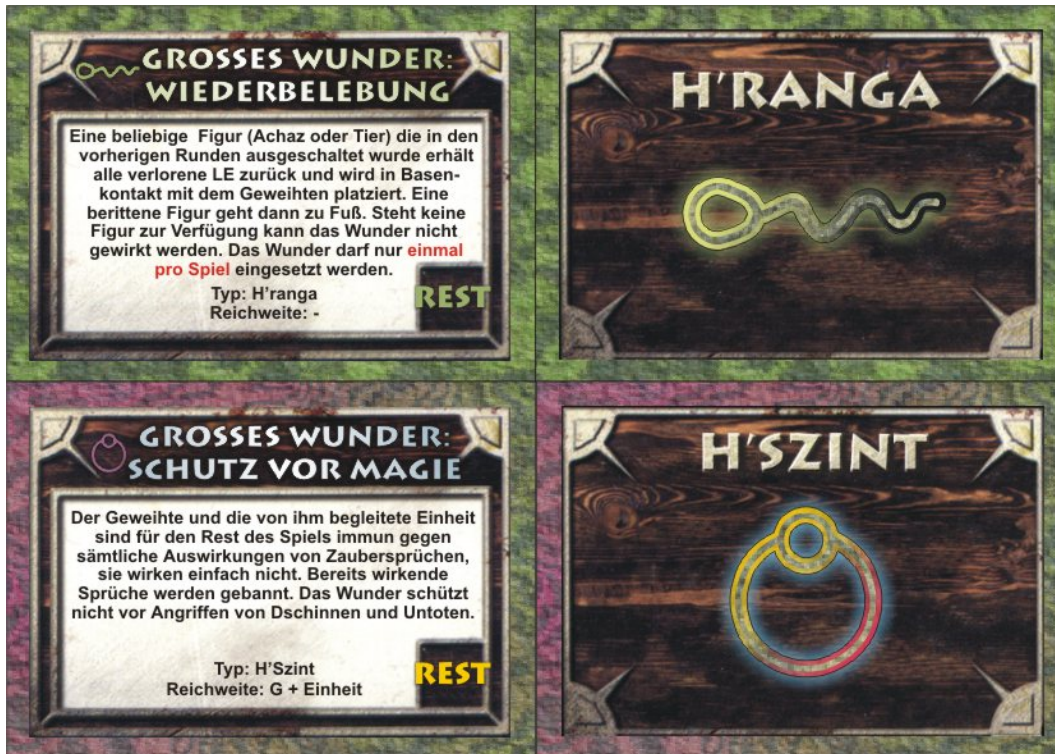 GROSSES WUNDER:
WIEDERBELEBUNG
Eine beliebige Figur (Achaz oder Tier) die in den
vorherigen Runden ausgeschaltet wurde erhält
alle verlorene LE zurück und wird in Basen-
kontakt mit dem Geweihten platziert. Eine
berittene Figur geht dann zu Fuß. Steht keine
Figur zur Verfügung kann das Wunder nicht
gewirkt werden. Das Wunder darf nur einmal
pro Spiel eingesetzt werden.
Typ: H'ranga
Reichweite: -
REST
H'RANGA
GROSSES WUNDER:
SCHUTZ VOR MAGIE
Der Geweihte und die von ihm begleitete Einheit
sind für den Rest des Spiels immun gegen
sämtliche Auswirkungen von Zaubersprüchen,
sie wirken einfach nicht. Bereits wirkende
Sprüche werden gebannt. Das Wunder schützt
nicht vor Angriffen von Dschinnen und Untoten.
Typ: H'Szint
Reichweite: G + Einheit
REST
H'SZINT